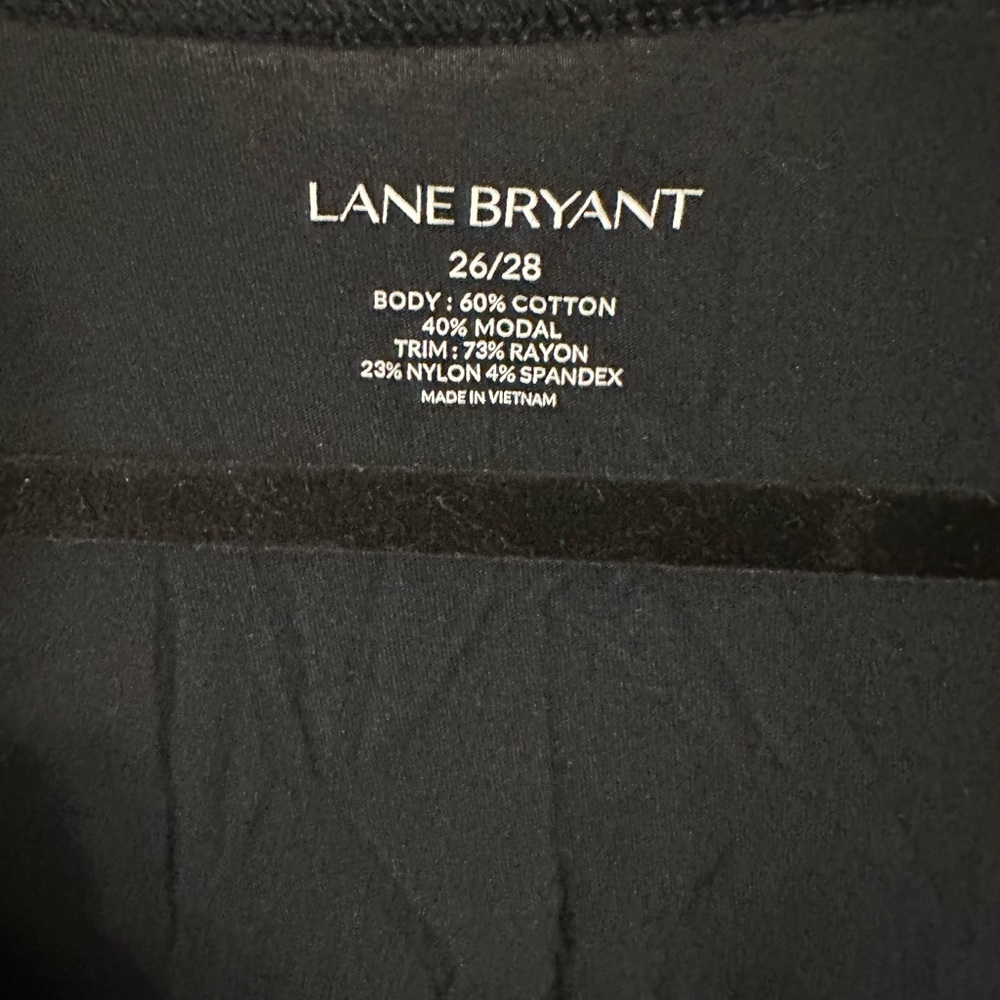 LANE BRYANT
26/28
BODY : 60% COTTON
40% MODAL
TRIM : 73% RAYON
23% NYLON 4% SPANDEX
MADE IN VIETNAM